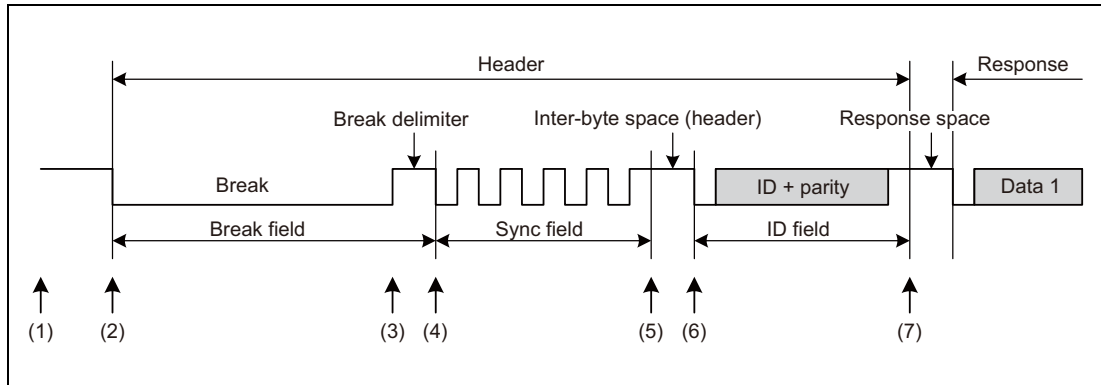 Header
Response
Break delimiter
Inter-byte space (header)
Response space
Break
ID + parity
Data 1
Break field
Sync field
ID field
(1)
(2)
(3)
(4)
(5)
(6)
(7)